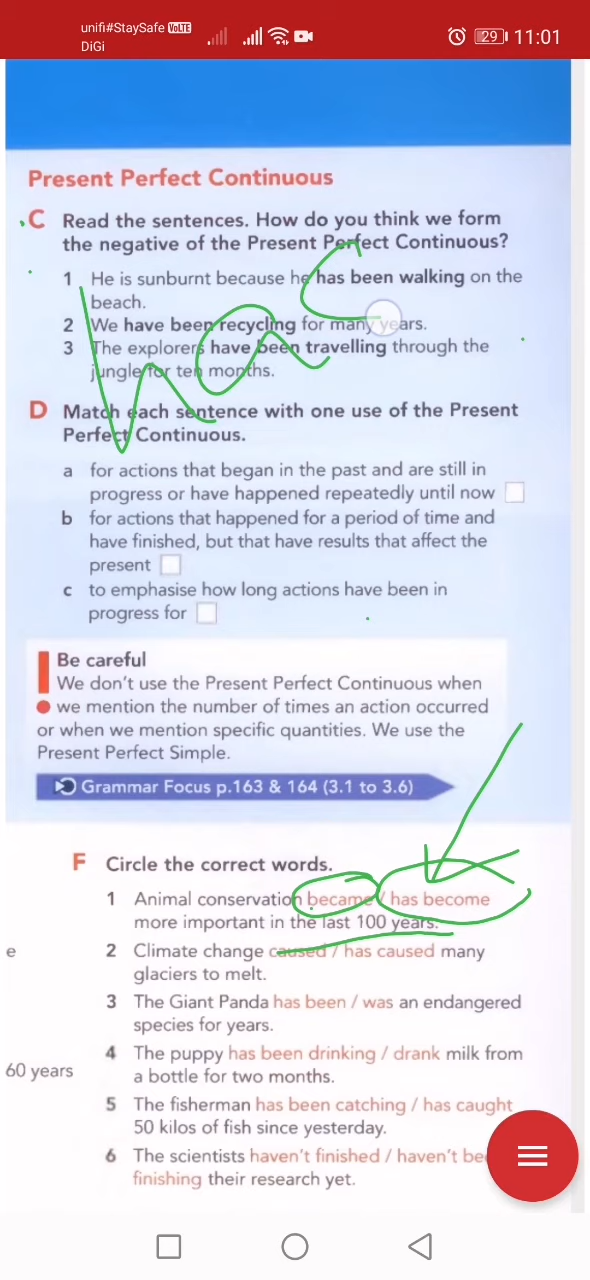 unifi#StaySafe VoLTE
DiGi
29 11:01
Present Perfect Continuous
C Read the sentences. How do you think we form
the negative of the Present Perfect Continuous?
1 He is sunburnt because he has been walking on the
beach.
2 We have been recycling for many years.
3 The explorers have been travelling through the
jungle for ten months.
D Match each sentence with one use of the Present
Perfect Continuous.
a for actions that began in the past and are still in
progress or have happened repeatedly until now
b for actions that happened for a period of time and
have finished, but that have results that affect the
present
c to emphasise how long actions have been in
progress for
Be careful
We don't use the Present Perfect Continuous when
we mention the number of times an action occurred
or when we mention specific quantities. We use the
Present Perfect Simple.
Grammar Focus p.163 & 164 (3.1 to 3.6)
F Circle the correct words.
1 Animal conservation became / has become
more important in the last 100 years.
e
2 Climate change caused / has caused many
glaciers to melt.
3 The Giant Panda has been / was an endangered
species for years.
4 The puppy has been drinking / drank milk from
60 years
a bottle for two months.
5 The fisherman has been catching / has caught
50 kilos of fish since yesterday.
6 The scientists haven't finished / haven't be
finishing their research yet.